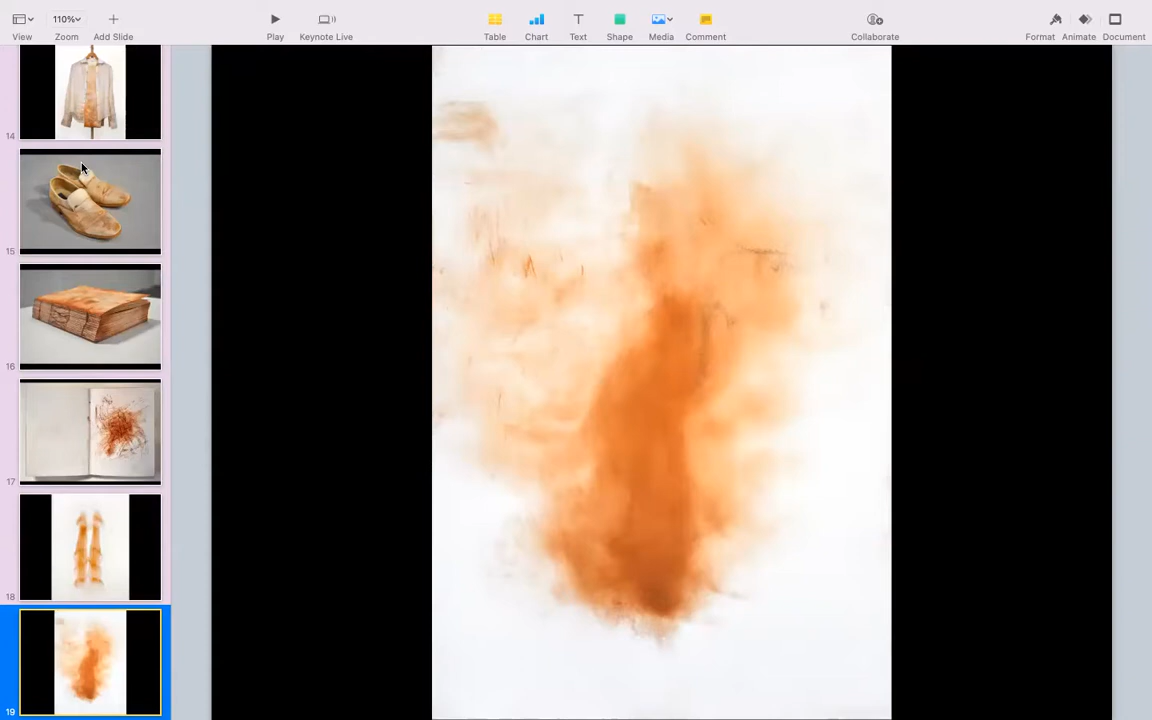 View
110%
Zoom
Add Slide
Play
Keynote Live
Table
Chart
Text
Shape
Media
Comment
Collaborate
Format
Animate
Document
14
15
16
17
18
19